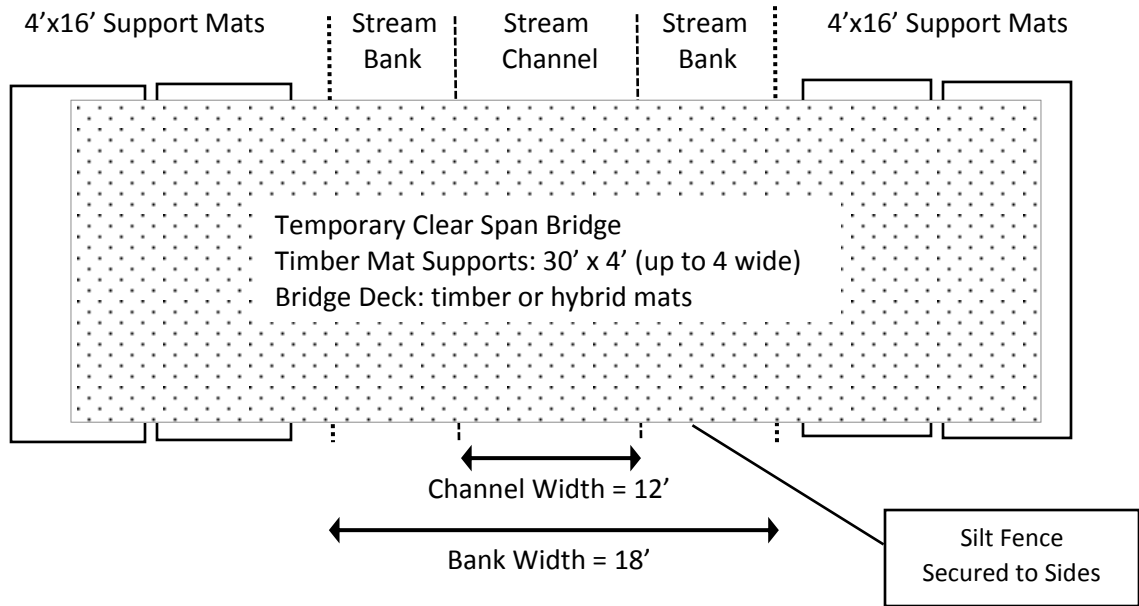 4’x16’ Support Mats
Stream
Bank
Stream
Channel
Stream
Bank
4’x16’ Support Mats
Temporary Clear Span Bridge
Timber Mat Supports: 30’ x 4’ (up to 4 wide)
Bridge Deck: timber or hybrid mats
Channel Width = 12’
Bank Width = 18’
Silt Fence
Secured to Sides